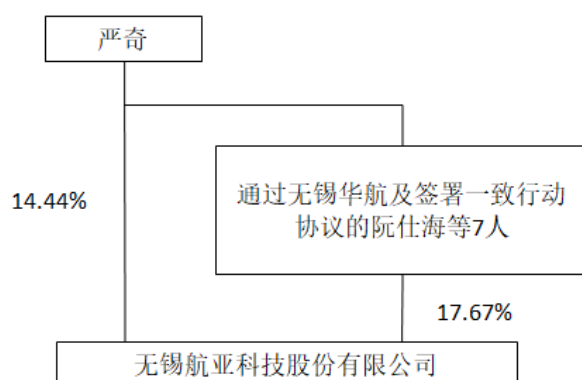 严奇
14.44%
通过无锡华航及签署一致行动
协议的阮仕海等7人
17.67%
无锡航亚科技股份有限公司